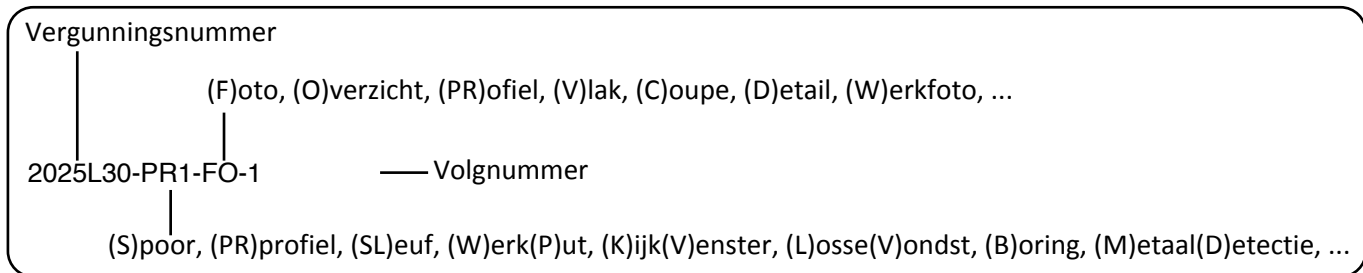 Vergunningsnummer
(F)oto, (O)verzicht, (PR)ofiel, (V)lak, (C)oupe, (D)etail, (W)erkfoto, ...
2025L30-PR1-FO-1 Volgnummer
(S)poor, (PR)profiel, (SL)euf, (W)erk(P)ut, (K)ijk(V)enster, (L)osse(V)ondst, (B)oring, (M)etaal(D)etectie, ...